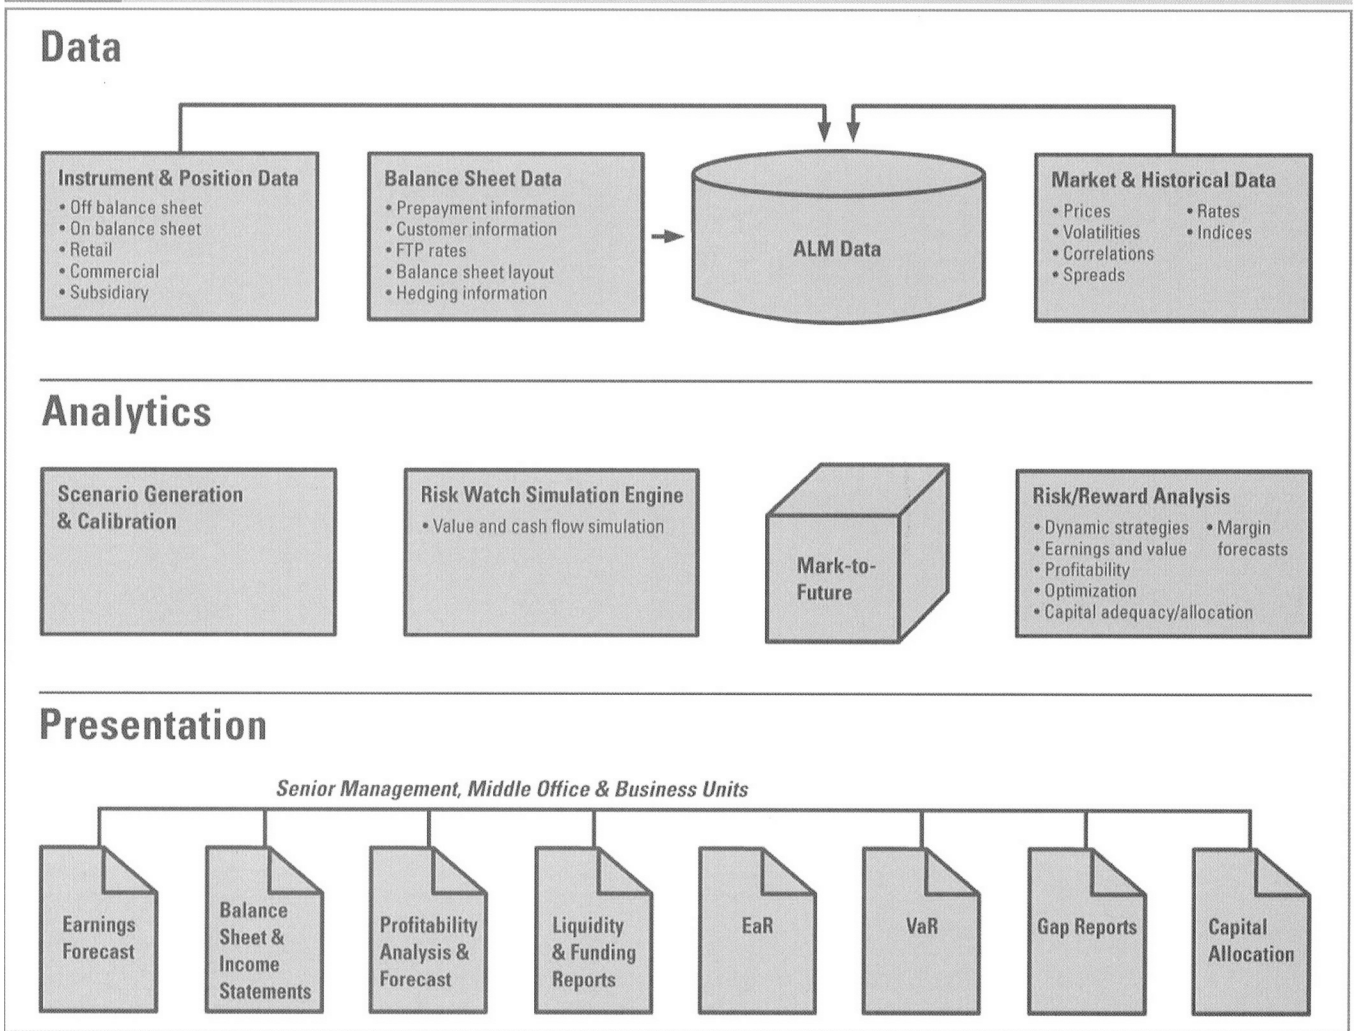 Data
Instrument & Position Data
• Off balance sheet
• On balance sheet
• Retail
• Commercial
• Subsidiary
Balance Sheet Data
• Prepayment information
• Customer information
• FTP rates
• Balance sheet layout
• Hedging information
ALM Data
Market & Historical Data
• Prices
• Volatilities
• Correlations
• Spreads
• Rates
• Indices
Analytics
Scenario Generation
& Calibration
Risk Watch Simulation Engine
• Value and cash flow simulation
Mark-to-
Future
Risk/Reward Analysis
• Dynamic strategies
• Earnings and value
• Profitability
• Optimization
• Capital adequacy/allocation
• Margin
forecasts
Presentation
Senior Management, Middle Office & Business Units
Earnings
Forecast
Balance
Sheet &
Income
Statements
Profitability
Analysis &
Forecast
Liquidity
& Funding
Reports
EaR
VaR
Gap Reports
Capital
Allocation